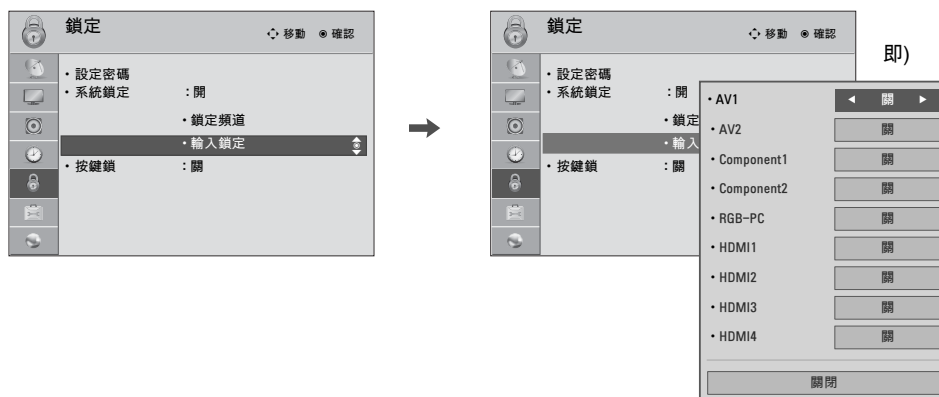 鎖定
移動 ◉ 確認
・設定密碼
・系統鎖定 : 開
・鎖定頻道
・輸入鎖定
・按鍵鎖 : 關
鎖定
移動 ◉ 確認
即)
・設定密碼
・系統鎖定 : 開
・鎖定
・輸入
・按鍵鎖 : 關
・AV1 ◀ 關 ▶
・AV2 關
・Component1 關
・Component2 關
・RGB-PC 關
・HDMI1 關
・HDMI2 關
・HDMI3 關
・HDMI4 關
關閉